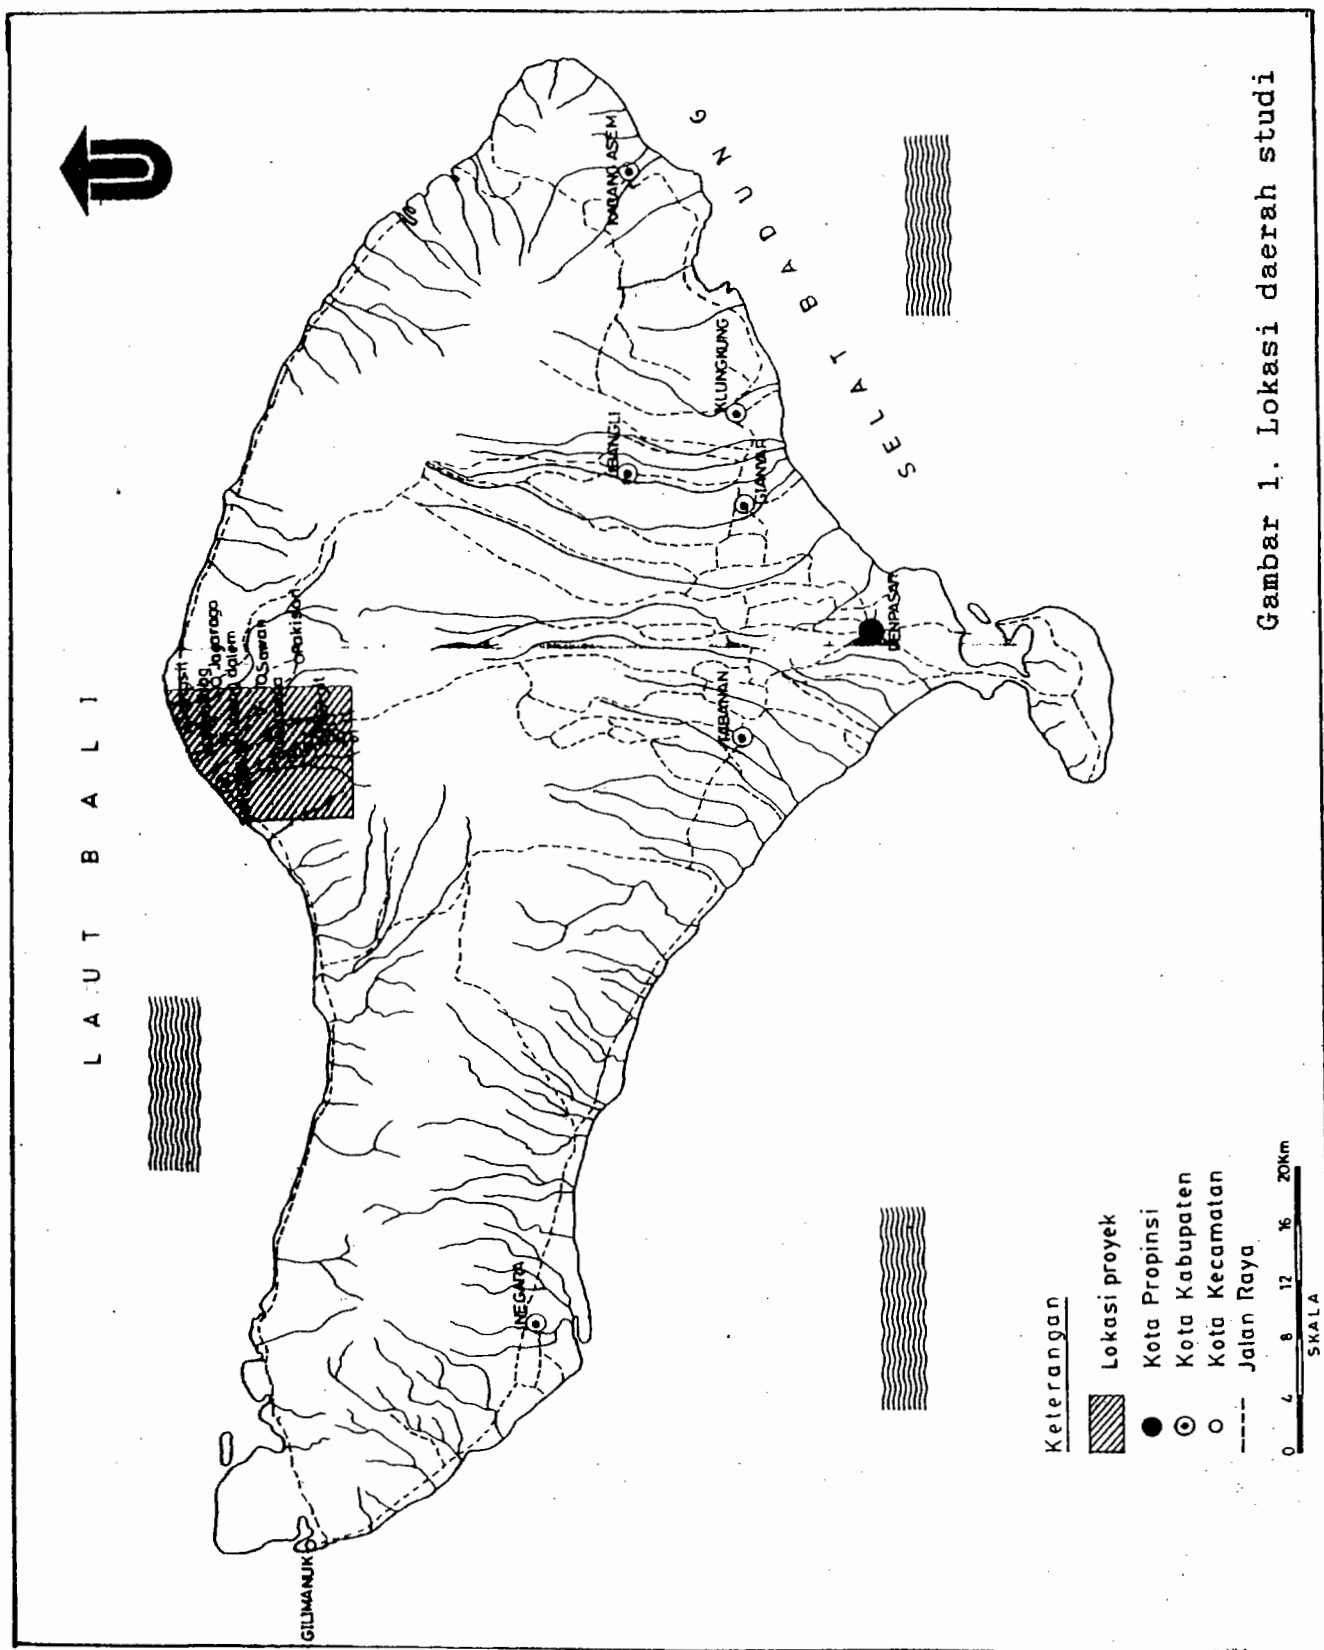 LAUT BALI
Jagaraga
dalem
Sawan
Pakisan
KARANG ASEM
SELAT BADUNG
KLUNGKUNG
BANGLI
GIANYAR
DENPASAR
TABANAN
NEGARA
GILIMANUK
Keterangan
Lokasi proyek
Kota Propinsi
Kota Kabupaten
Kota Kecamatan
Jalan Raya
0 4 8 12 16 20Km
SKALA
Gambar 1. Lokasi daerah studi